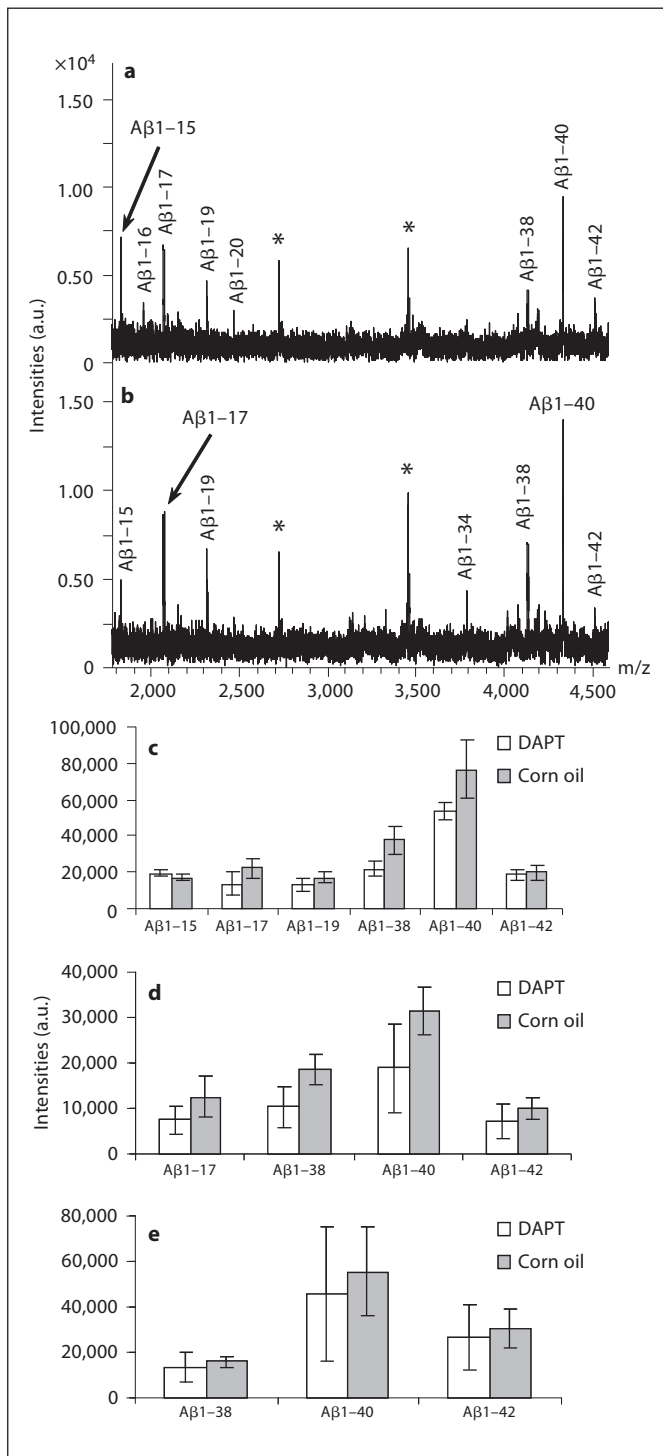 ×10⁴
a
1.50
Aβ1–15
1.00
0.50
0
Aβ1–16
Aβ1–17
Aβ1–19
Aβ1–20
*
*
Aβ1–38
Aβ1–40
Aβ1–42
Intensities (a.u.)
b
1.50
1.00
0.50
0
Aβ1–15
Aβ1–17
Aβ1–19
*
*
Aβ1–34
Aβ1–38
Aβ1–40
Aβ1–42
2,000 2,500 3,000 3,500 4,000 4,500 m/z
c
100,000
80,000
60,000
40,000
20,000
0
DAPT
Corn oil
Aβ1–15 Aβ1–17 Aβ1–19 Aβ1–38 Aβ1–40 Aβ1–42
Intensities (a.u.)
d
40,000
30,000
20,000
10,000
0
DAPT
Corn oil
Aβ1–17 Aβ1–38 Aβ1–40 Aβ1–42
e
80,000
60,000
40,000
20,000
0
DAPT
Corn oil
Aβ1–38 Aβ1–40 Aβ1–42